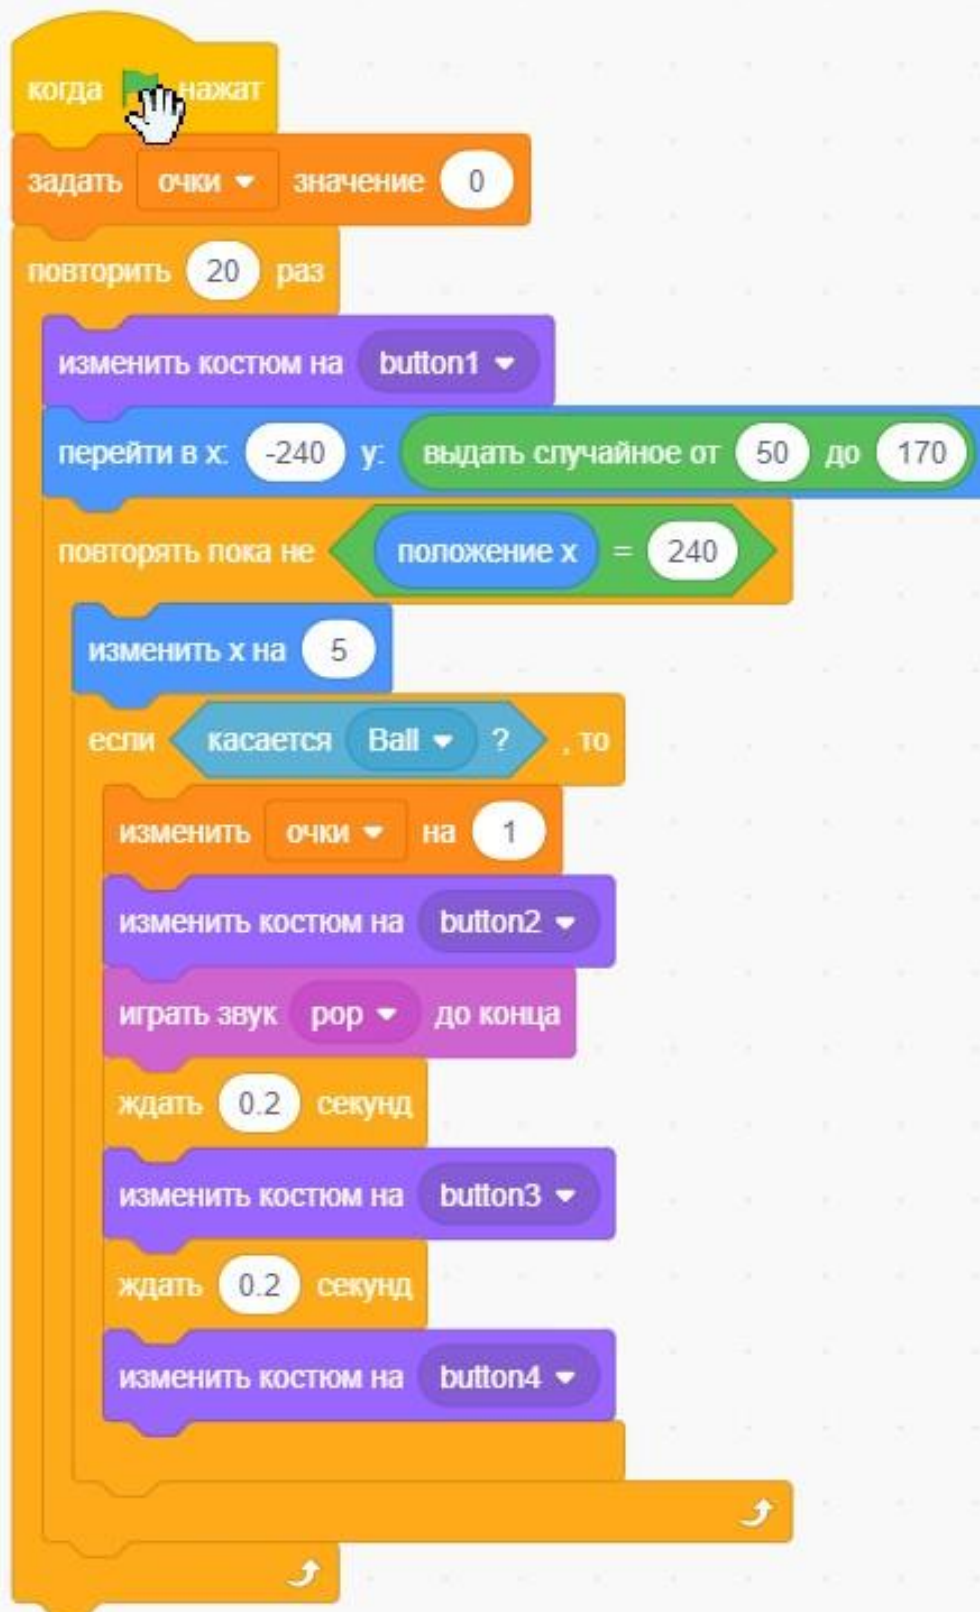 когда нажат
задать очки значение 0
повторить 20 раз
изменить костюм на button1
перейти в x: -240 y: выдать случайное от 50 до 170
повторять пока не положение x = 240
изменить x на 5
если касается Ball ? , то
изменить очки на 1
изменить костюм на button2
играть звук pop до конца
ждать 0.2 секунд
изменить костюм на button3
ждать 0.2 секунд
изменить костюм на button4